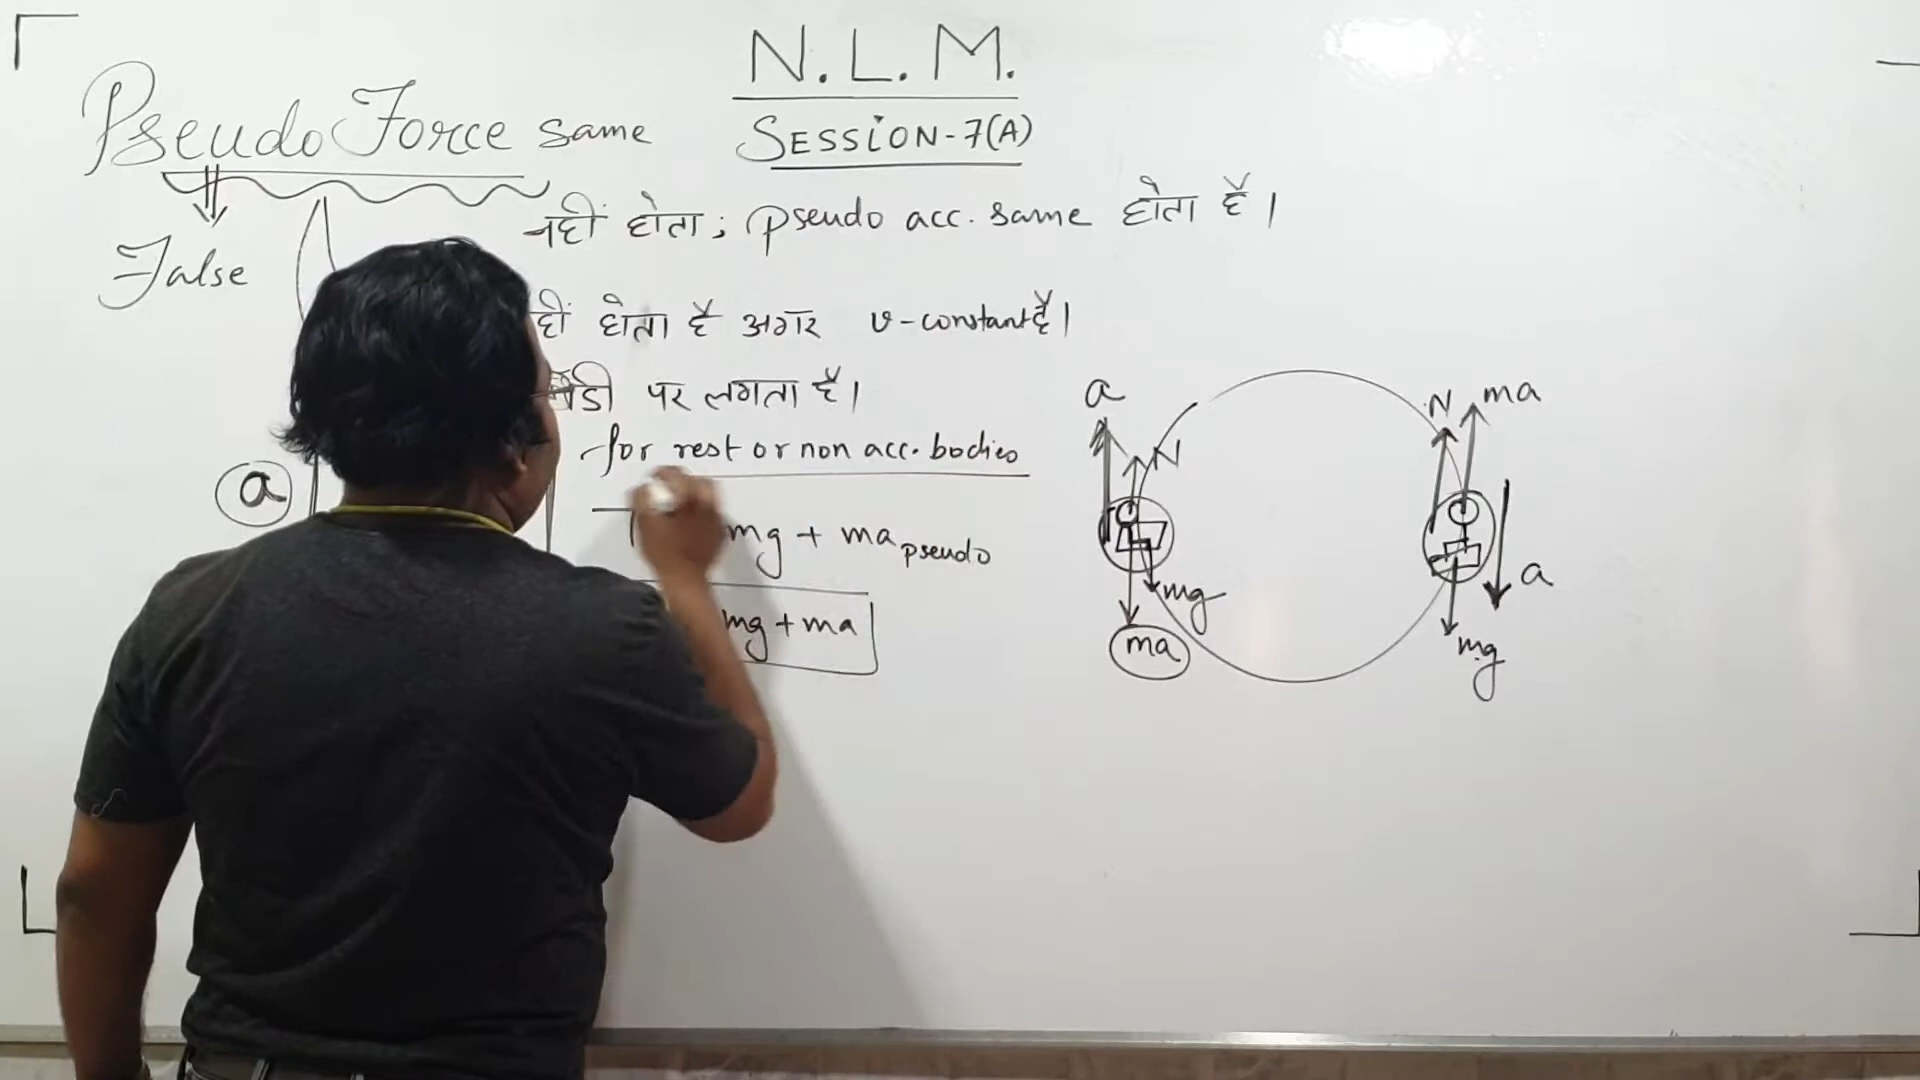 N.L.M.
SESSION-7(A)
Pseudo Force same
नहीं होता; pseudo acc. same होता है।
False
होता है अगर v-constant है।
पर लगता है।
for rest or non acc. bodies
a
mg + ma pseudo
mg + ma
a
N
mg
ma
N
ma
a
mg